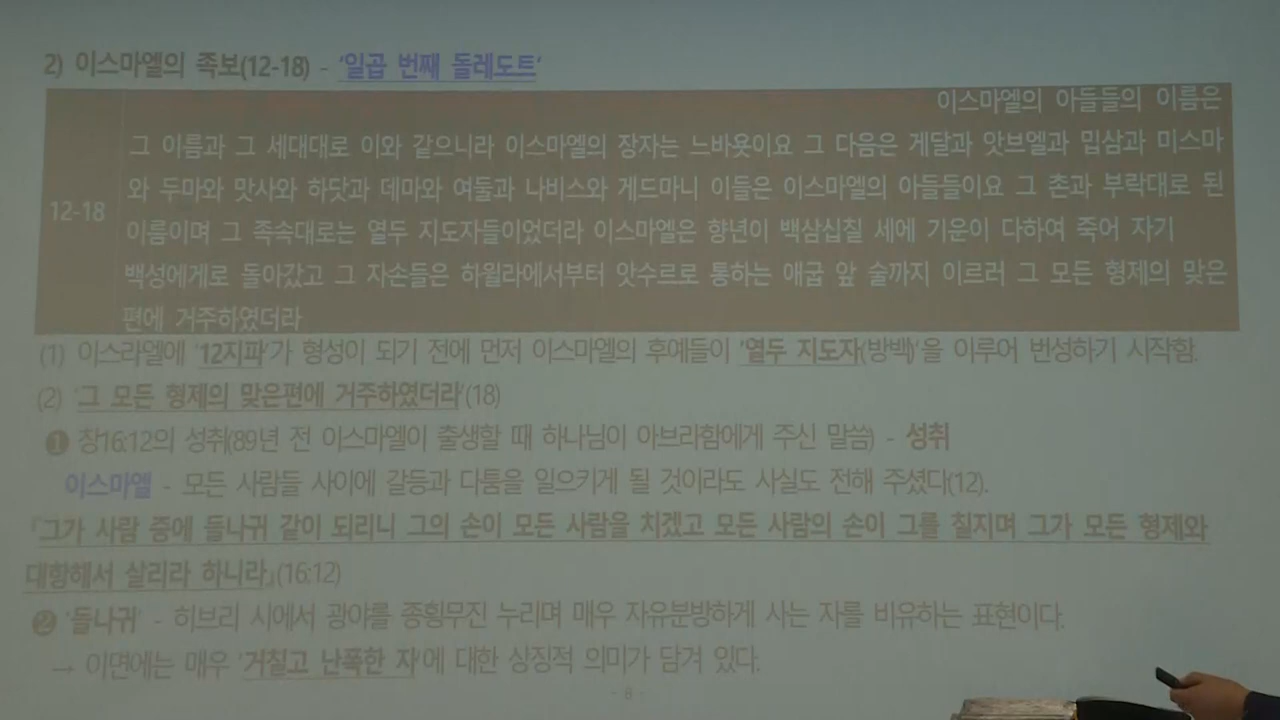 2) 이스마엘의 족보(12-18) - '일곱 번째 돌레도트'
이스마엘의 아들들의 이름은
그 이름과 그 세대대로 이와 같으니라 이스마엘의 장자는 느바욧이요 그 다음은 게달과 앗브엘과 밉삼과 미스마
와 두마와 맛사와 하닷과 데마와 여둘과 나비스와 게드마니 이들은 이스마엘의 아들들이요 그 촌과 부락대로 된
12-18
이름이며 그 족속대로는 열두 지도자들이었더라 이스마엘은 향년이 백삼십칠 세에 기운이 다하여 죽어 자기
백성에게로 돌아갔고 그 자손들은 하윌라에서부터 앗수르로 통하는 애굽 앞 술까지 이르러 그 모든 형제의 맞은
편에 거주하였더라
(1) 이스라엘에 '12지파'가 형성이 되기 전에 먼저 이스마엘의 후예들이 '열두 지도자(방백)'을 이루어 번성하기 시작함.
(2) '그 모든 형제의 맞은편에 거주하였더라'(18)
❶ 창16:12의 성취(89년 전 이스마엘이 출생할 때 하나님이 아브라함에게 주신 말씀) - 성취
이스마엘 - 모든 사람들 사이에 갈등과 다툼을 일으키게 될 것이라도 사실도 전해 주셨다(12).
『그가 사람 중에 들나귀 같이 되리니 그의 손이 모든 사람을 치겠고 모든 사람의 손이 그를 칠지며 그가 모든 형제와
대항해서 살리라 하니라』(16:12)
❷ '들나귀' - 히브리 시에서 광야를 종횡무진 누리며 매우 자유분방하게 사는 자를 비유하는 표현이다.
→ 이면에는 매우 '거칠고 난폭한 자'에 대한 상징적 의미가 담겨 있다.
- 8 -